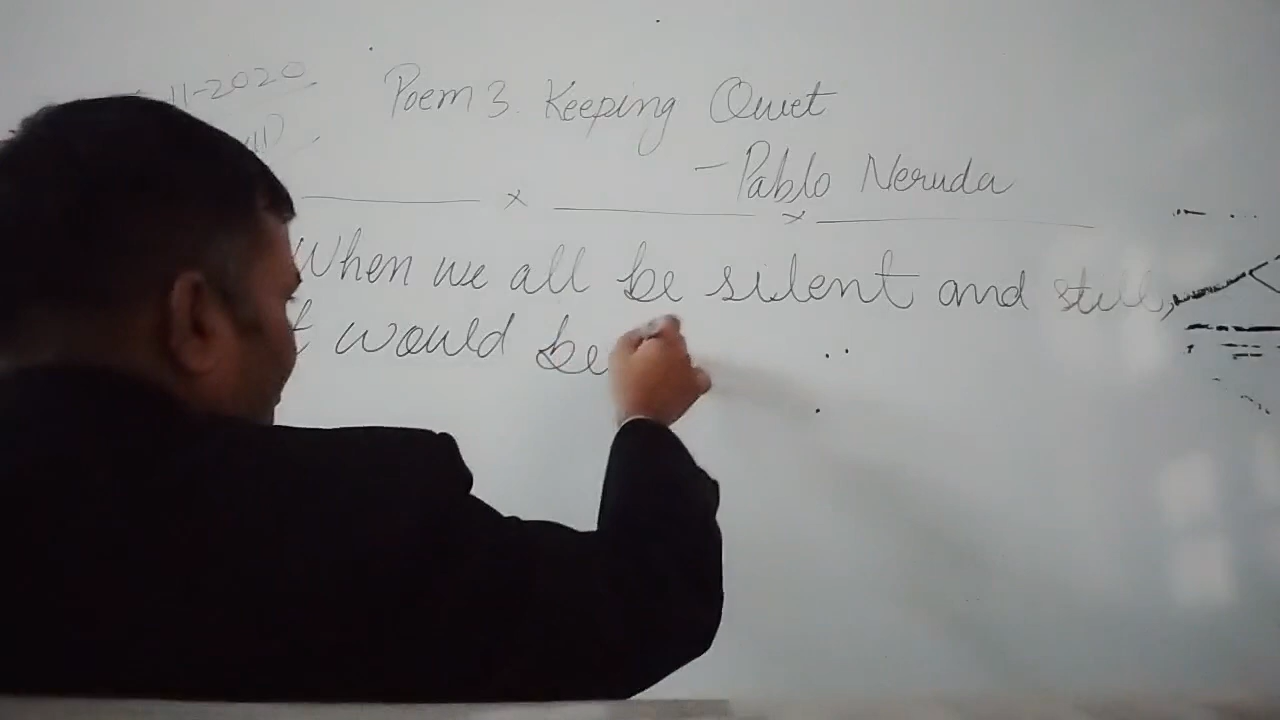 11-2020
Poem 3. Keeping Quiet
- Pablo Neruda
When we all be silent and still,
would be